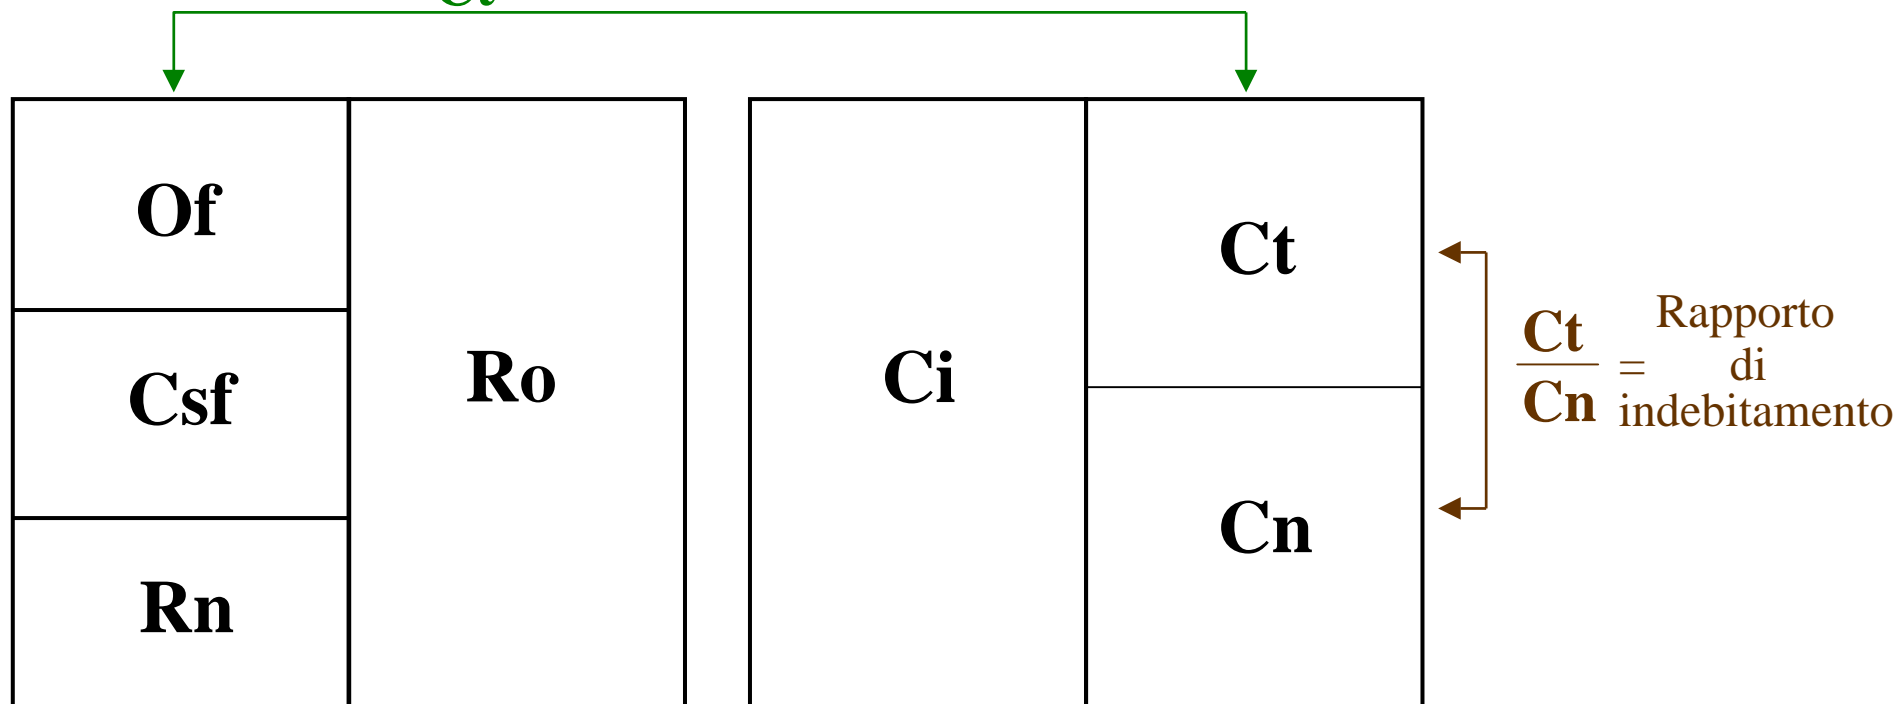 Of
Csf
Rn
Ro
Ci
Ct
Cn
Ct
Cn
=
Rapporto
di
indebitamento